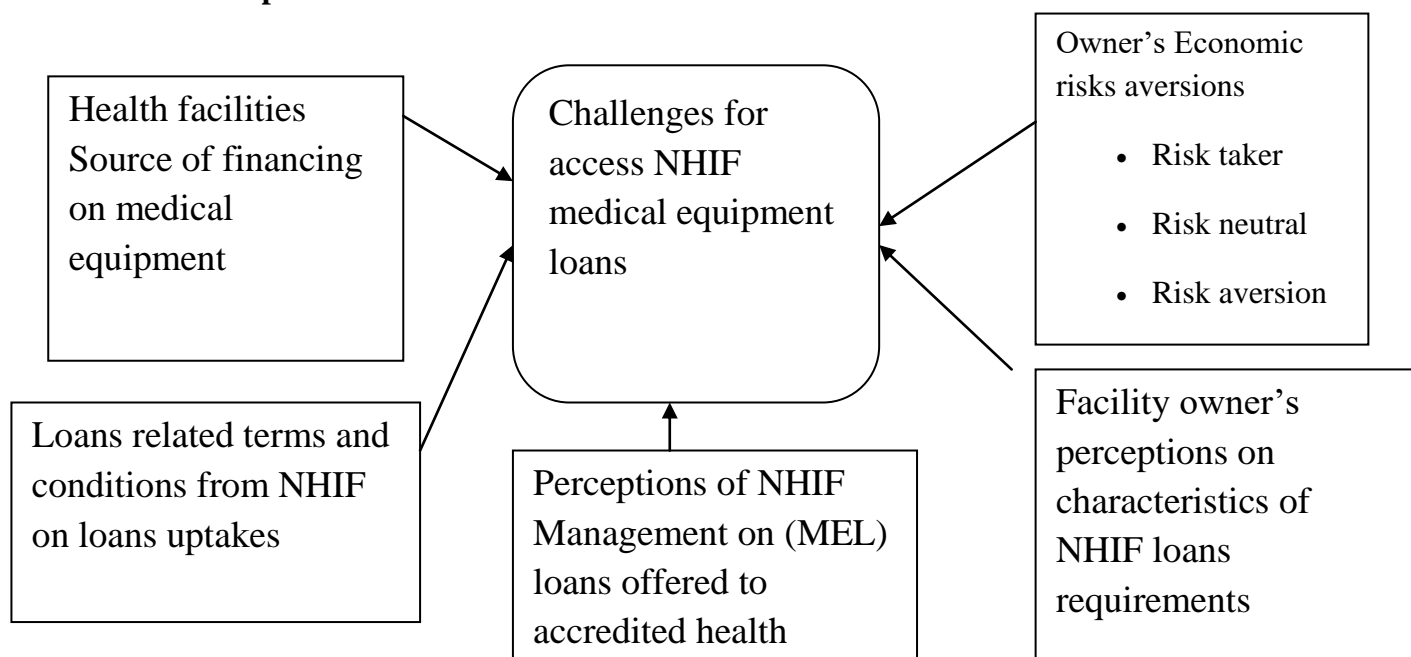 Health facilities
Source of financing
on medical
equipment
Challenges for
access NHIF
medical equipment
loans
Owner’s Economic
risks aversions
• Risk taker
• Risk neutral
• Risk aversion
Loans related terms and
conditions from NHIF
on loans uptakes
Perceptions of NHIF
Management on (MEL)
loans offered to
accredited health
Facility owner’s
perceptions on
characteristics of
NHIF loans
requirements